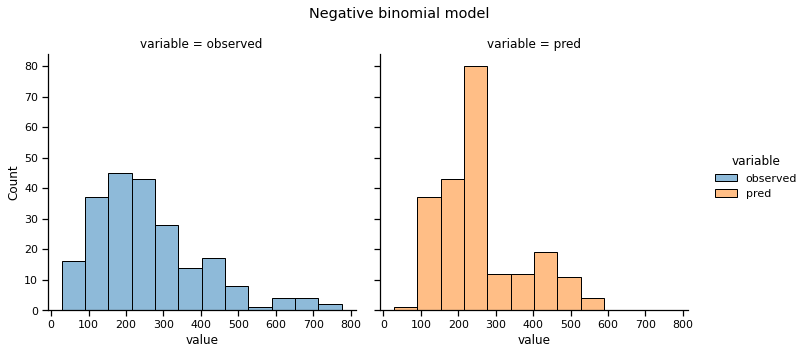 Negative binomial model
variable = observed
variable = pred
80
70
60
50
40
30
20
10
0
Count
0 100 200 300 400 500 600 700 800
0 100 200 300 400 500 600 700 800
value
value
variable
observed
pred